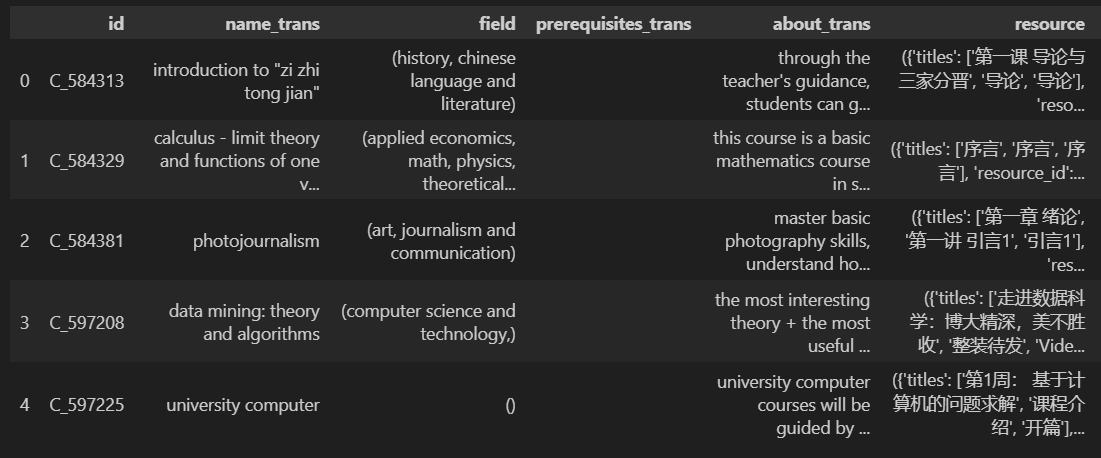 id name_trans field prerequisites_trans about_trans resource
0 C_584313 introduction to "zi zhi tong jian" (history, chinese language and literature) through the teacher's guidance, students can g... ({'titles': ['第一课 导论与三家分晋', '导论', '导论'], 'reso...
1 C_584329 calculus - limit theory and functions of one v... (applied economics, math, physics, theoretical... this course is a basic mathematics course in s... ({'titles': ['序言', '序言', '序言'], 'resource_id':...
2 C_584381 photojournalism (art, journalism and communication) master basic photography skills, understand ho... ({'titles': ['第一章 绪论', '第一讲 引言1', '引言1'], 'res...
3 C_597208 data mining: theory and algorithms (computer science and technology,) the most interesting theory + the most useful ... ({'titles': ['走进数据科学：博大精深，美不胜收', '整装待发', 'Vide...
4 C_597225 university computer () university computer courses will be guided by ... ({'titles': ['第1周： 基于计算机的问题求解', '课程介绍', '开篇'],...